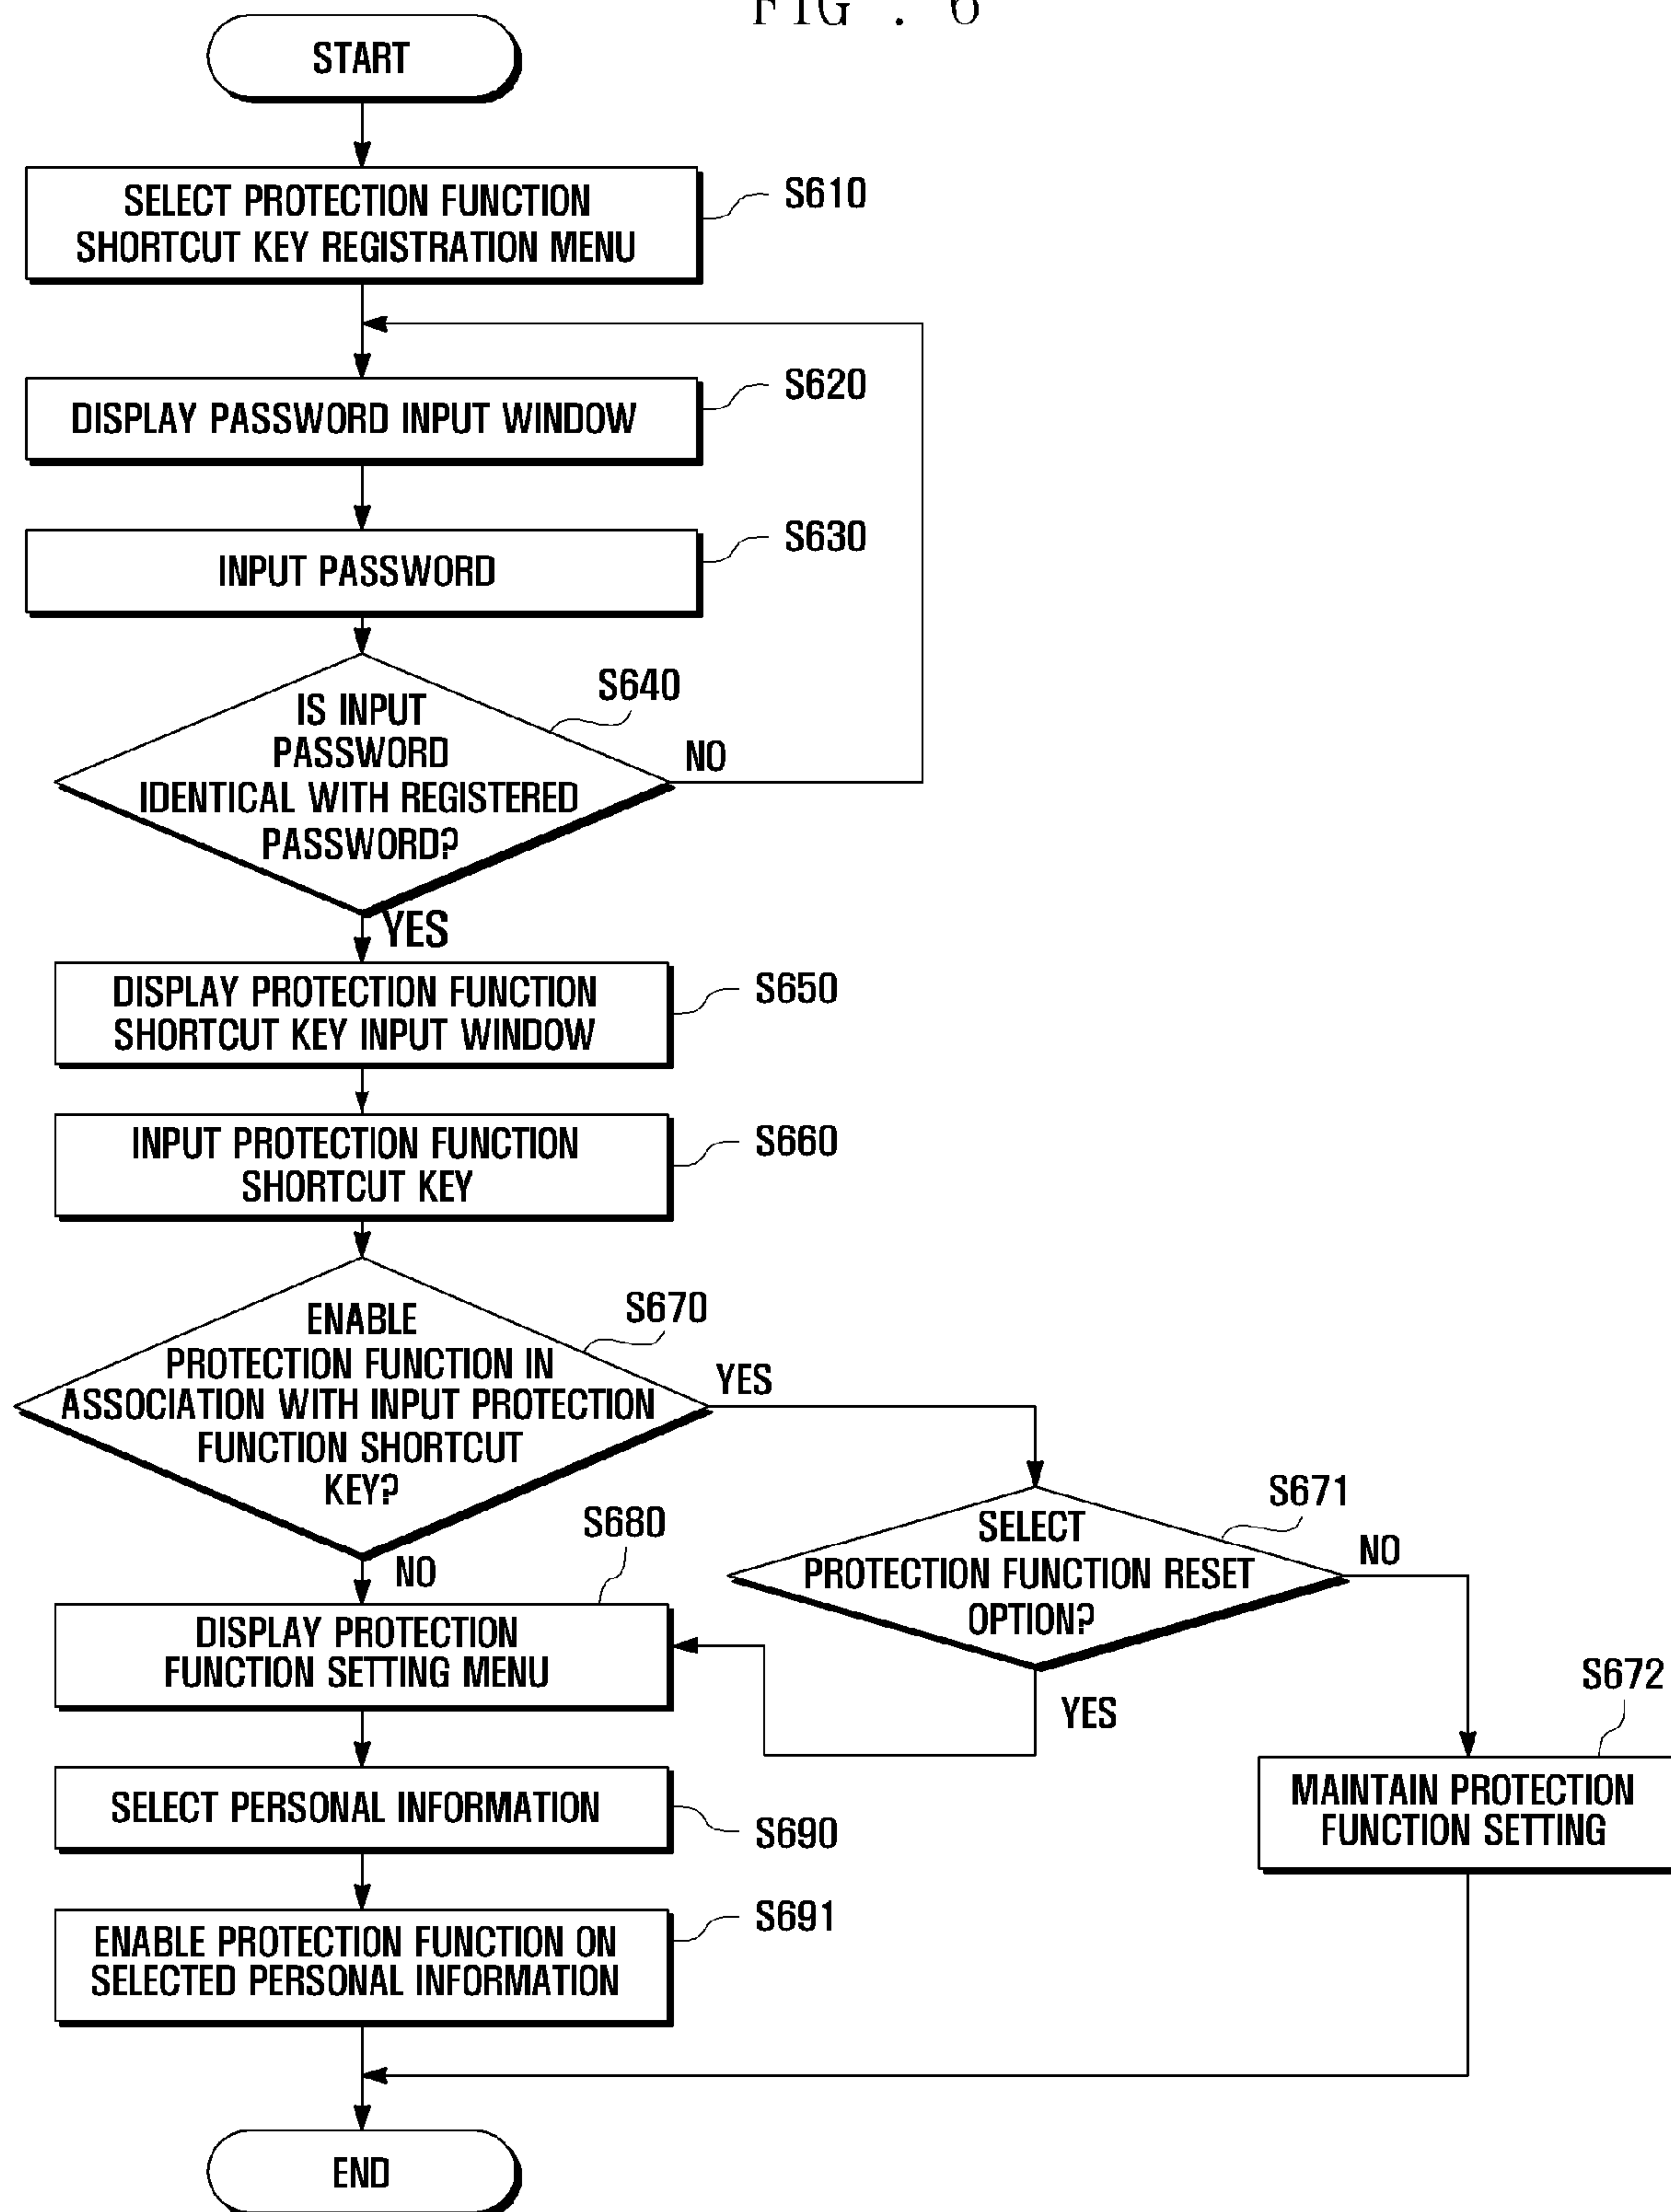 FIG . 6
START
SELECT PROTECTION FUNCTION
SHORTCUT KEY REGISTRATION MENU
S610
DISPLAY PASSWORD INPUT WINDOW
S620
INPUT PASSWORD
S630
IS INPUT
PASSWORD
IDENTICAL WITH REGISTERED
PASSWORD?
S640
NO
YES
DISPLAY PROTECTION FUNCTION
SHORTCUT KEY INPUT WINDOW
S650
INPUT PROTECTION FUNCTION
SHORTCUT KEY
S660
ENABLE
PROTECTION FUNCTION IN
ASSOCIATION WITH INPUT PROTECTION
FUNCTION SHORTCUT
KEY?
S670
YES
NO
SELECT
PROTECTION FUNCTION RESET
OPTION?
S671
NO
YES
S680
DISPLAY PROTECTION
FUNCTION SETTING MENU
S672
MAINTAIN PROTECTION
FUNCTION SETTING
SELECT PERSONAL INFORMATION
S690
ENABLE PROTECTION FUNCTION ON
SELECTED PERSONAL INFORMATION
S691
END